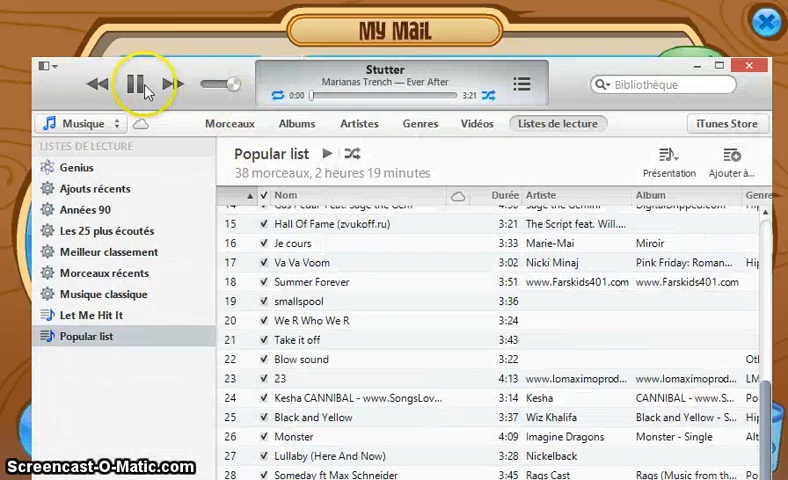 My Mail
Stutter
Marianas Trench — Ever After
0:00 3:21
Bibliothèque
Musique Morceaux Albums Artistes Genres Vidéos Listes de lecture iTunes Store
LISTES DE LECTURE
Genius
Ajouts récents
Années 90
Les 25 plus écoutés
Meilleur classement
Morceaux récents
Musique classique
Let Me Hit It
Popular list
Popular list
38 morceaux, 2 heures 19 minutes
Présentation Ajouter à...
Nom Durée Artiste Album Genre
15 Hall Of Fame (zvukoff.ru) 3:21 The Script feat. Will....
16 Je cours 3:33 Marie-Mai Miroir
17 Va Va Voom 3:03 Nicki Minaj Pink Friday: Roman... Hip
18 Summer Forever 3:51 www.Farskids401.com www.Farskids401.com
19 smallspool 3:36
20 We R Who We R 3:24
21 Take it off 3:43
22 Blow sound 3:22
23 23 4:13 www.lomaximoprod... www.lomaximoprod... LM
24 Kesha CANNIBAL - www.SongsLov... 3:14 Kesha CANNIBAL - www.S... Po
25 Black and Yellow 3:37 Wiz Khalifa
26 Monster 4:09 Imagine Dragons Monster - Single
27 Lullaby (Here And Now) 3:28 Nickelback
28 Someday ft Max Schneider 3:28 Rags Cast Rags (Music from th... Po
Screencast-O-Matic.com